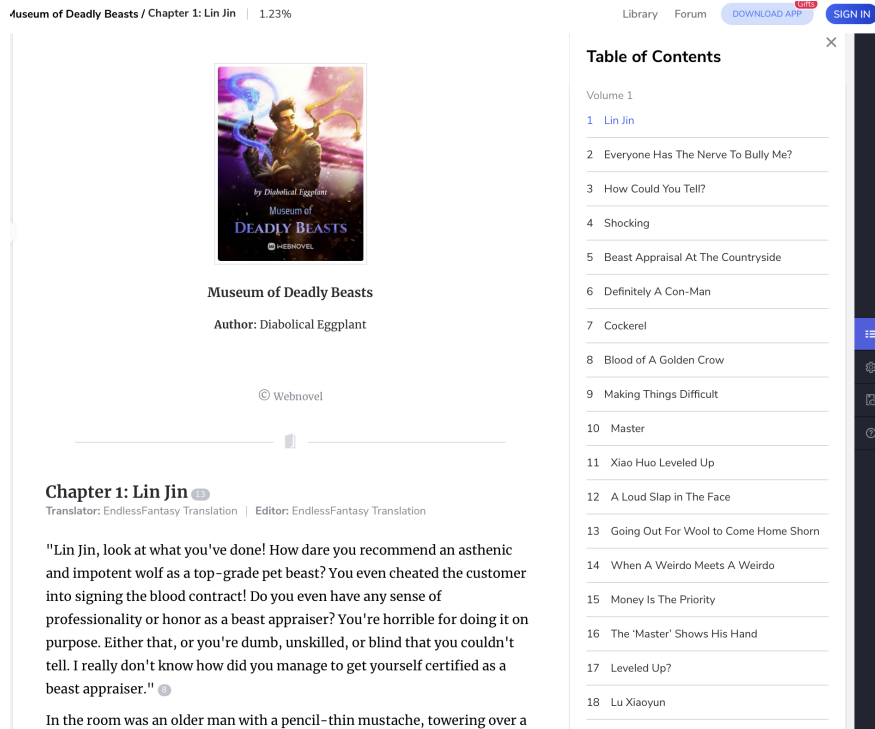 Museum of Deadly Beasts / Chapter 1: Lin Jin
1.23%
Library
Forum
DOWNLOAD APP
Gifts
SIGN IN
by Diabolical Eggplant
Museum of
DEADLY BEASTS
WEBNOVEL
Museum of Deadly Beasts
Author: Diabolical Eggplant
© Webnovel
Chapter 1: Lin Jin 13
Translator: EndlessFantasy Translation | Editor: EndlessFantasy Translation
"Lin Jin, look at what you've done! How dare you recommend an asthenic
and impotent wolf as a top-grade pet beast? You even cheated the customer
into signing the blood contract! Do you even have any sense of
professionality or honor as a beast appraiser? You're horrible for doing it on
purpose. Either that, or you're dumb, unskilled, or blind that you couldn't
tell. I really don't know how did you manage to get yourself certified as a
beast appraiser." 8
In the room was an older man with a pencil-thin mustache, towering over a
Table of Contents
Volume 1
1 Lin Jin
2 Everyone Has The Nerve To Bully Me?
3 How Could You Tell?
4 Shocking
5 Beast Appraisal At The Countryside
6 Definitely A Con-Man
7 Cockerel
8 Blood of A Golden Crow
9 Making Things Difficult
10 Master
11 Xiao Huo Leveled Up
12 A Loud Slap in The Face
13 Going Out For Wool to Come Home Shorn
14 When A Weirdo Meets A Weirdo
15 Money Is The Priority
16 The ‘Master’ Shows His Hand
17 Leveled Up?
18 Lu Xiaoyun